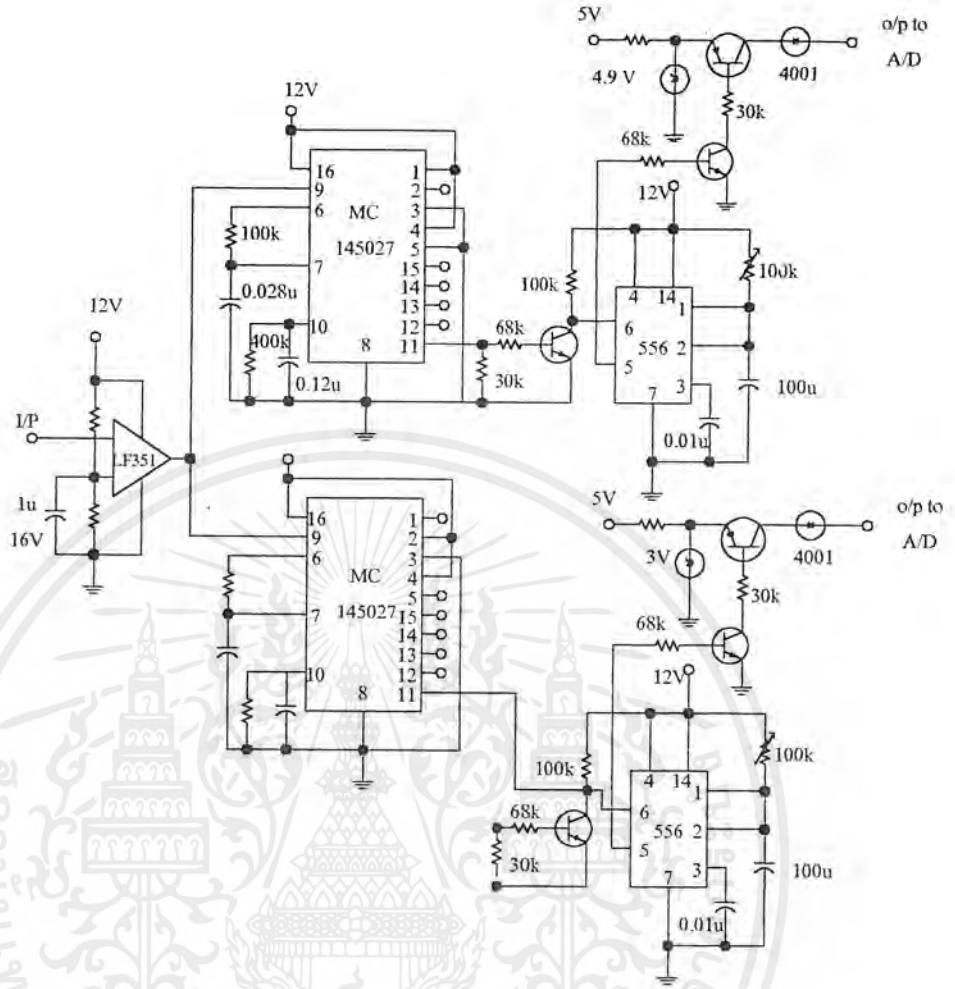 5V
o/p to
A/D
4001
4.9 V
30k
12V
68k
16
1
9
2
6
MC
3
12V
100k
4
145027
5
7
15
0.028u
14
100k
4
14
100k
12V
13
1
10
12
68k
6
400k
8
11
556
2
5
I/P
0.12u
30k
3
100u
LF351
7
0.01u
1u
16V
5V
o/p to
A/D
16
1
4001
9
2
3V
6
MC
3
30k
4
145027
5
68k
7
15
14
12V
13
10
12
8
11
100k
4
14
100k
1
68k
6
556
2
5
30k
3
100u
7
0.01u